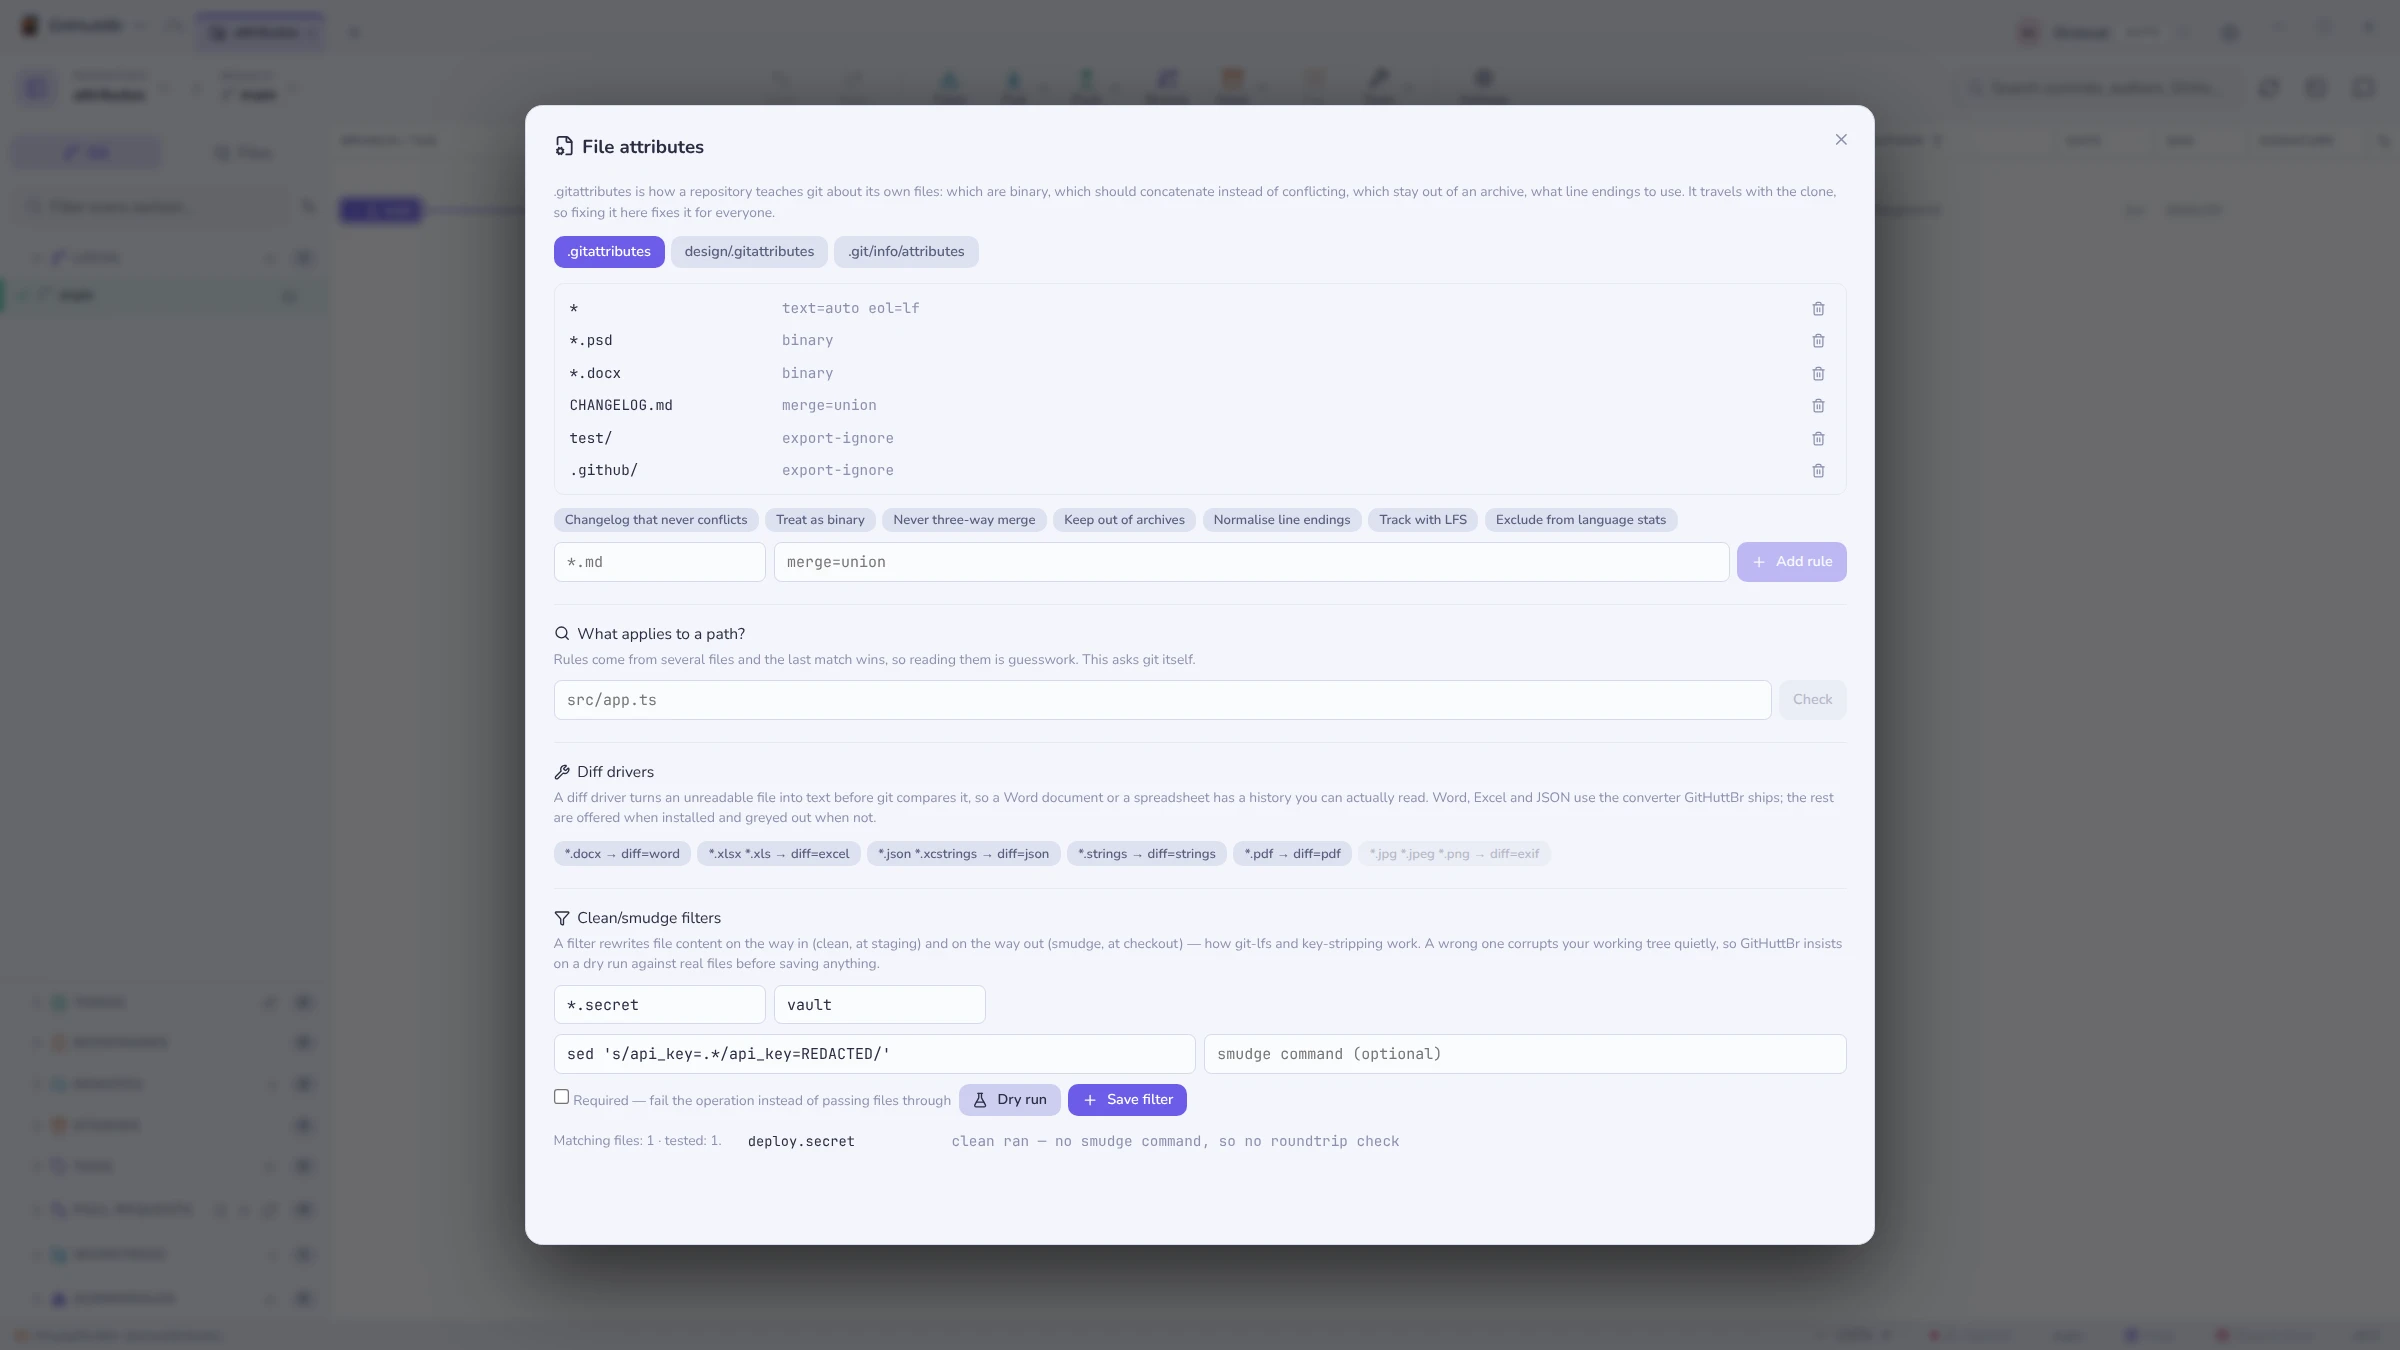 File attributes
.gitattributes is how a repository teaches git about its own files: which are binary, which should concatenate instead of conflicting, which stay out of an archive, what line endings to use. It travels with the clone,
so fixing it here fixes it for everyone.
.gitattributes design/.gitattributes .git/info/attributes
* text=auto eol=lf
*.psd binary
*.docx binary
CHANGELOG.md merge=union
test/ export-ignore
.github/ export-ignore
Changelog that never conflicts Treat as binary Never three-way merge Keep out of archives Normalise line endings Track with LFS Exclude from language stats
*.md merge=union + Add rule
What applies to a path?
Rules come from several files and the last match wins, so reading them is guesswork. This asks git itself.
src/app.ts Check
Diff drivers
A diff driver turns an unreadable file into text before git compares it, so a Word document or a spreadsheet has a history you can actually read. Word, Excel and JSON use the converter GitHuttBr ships; the rest
are offered when installed and greyed out when not.
*.docx → diff=word *.xlsx *.xls → diff=excel *.json *.xcstrings → diff=json *.strings → diff=strings *.pdf → diff=pdf *.jpg *.jpeg *.png → diff=exif
Clean/smudge filters
A filter rewrites file content on the way in (clean, at staging) and on the way out (smudge, at checkout) — how git-lfs and key-stripping work. A wrong one corrupts your working tree quietly, so GitHuttBr insists
on a dry run against real files before saving anything.
*.secret vault
sed 's/api_key=.*/api_key=REDACTED/' smudge command (optional)
Required — fail the operation instead of passing files through Dry run + Save filter
Matching files: 1 · tested: 1. deploy.secret clean ran — no smudge command, so no roundtrip check